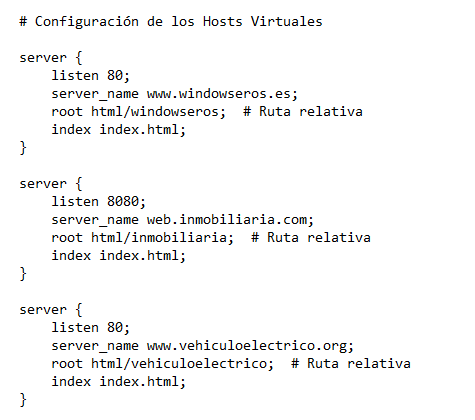 # Configuración de los Hosts Virtuales

server {
    listen 80;
    server_name www.windowseros.es;
    root html/windowseros;  # Ruta relativa
    index index.html;
}

server {
    listen 8080;
    server_name web.inmobiliaria.com;
    root html/inmobiliaria;  # Ruta relativa
    index index.html;
}

server {
    listen 80;
    server_name www.vehiculoelectrico.org;
    root html/vehiculoelectrico;  # Ruta relativa
    index index.html;
}